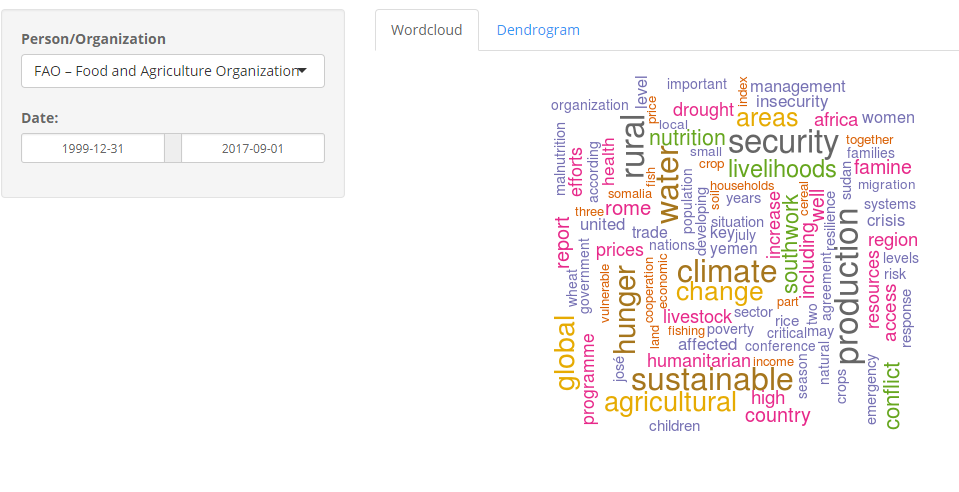 Person/Organization
FAO – Food and Agriculture Organization
Date:
1999-12-31
2017-09-01
Wordcloud
Dendrogram
important
management
level
index
organization
price
insecurity
drought
areas
africa
women
local
rural
nutrition
security
together
malnutrition
efforts
according
health
small
families
crop
livelihoods
famine
fish
water
somalia
population
households
soil
years
cereal
well
sudan
migration
three
rome
developing
increase
southwork
resilience
systems
united
situation
crisis
report
trade
key
july
including
production
region
prices
nations
yemen
government
levels
wheat
vulnerable
hunger
cooperation
economic
climate
change
agreement
resources
risk
access
response
part
global
livestock
sector
two
land
fishing
poverty
rice
critical
may
programme
affected
conference
natural
josé
humanitarian
income
season
crops
emergency
conflict
sustainable
agricultural
high
country
children